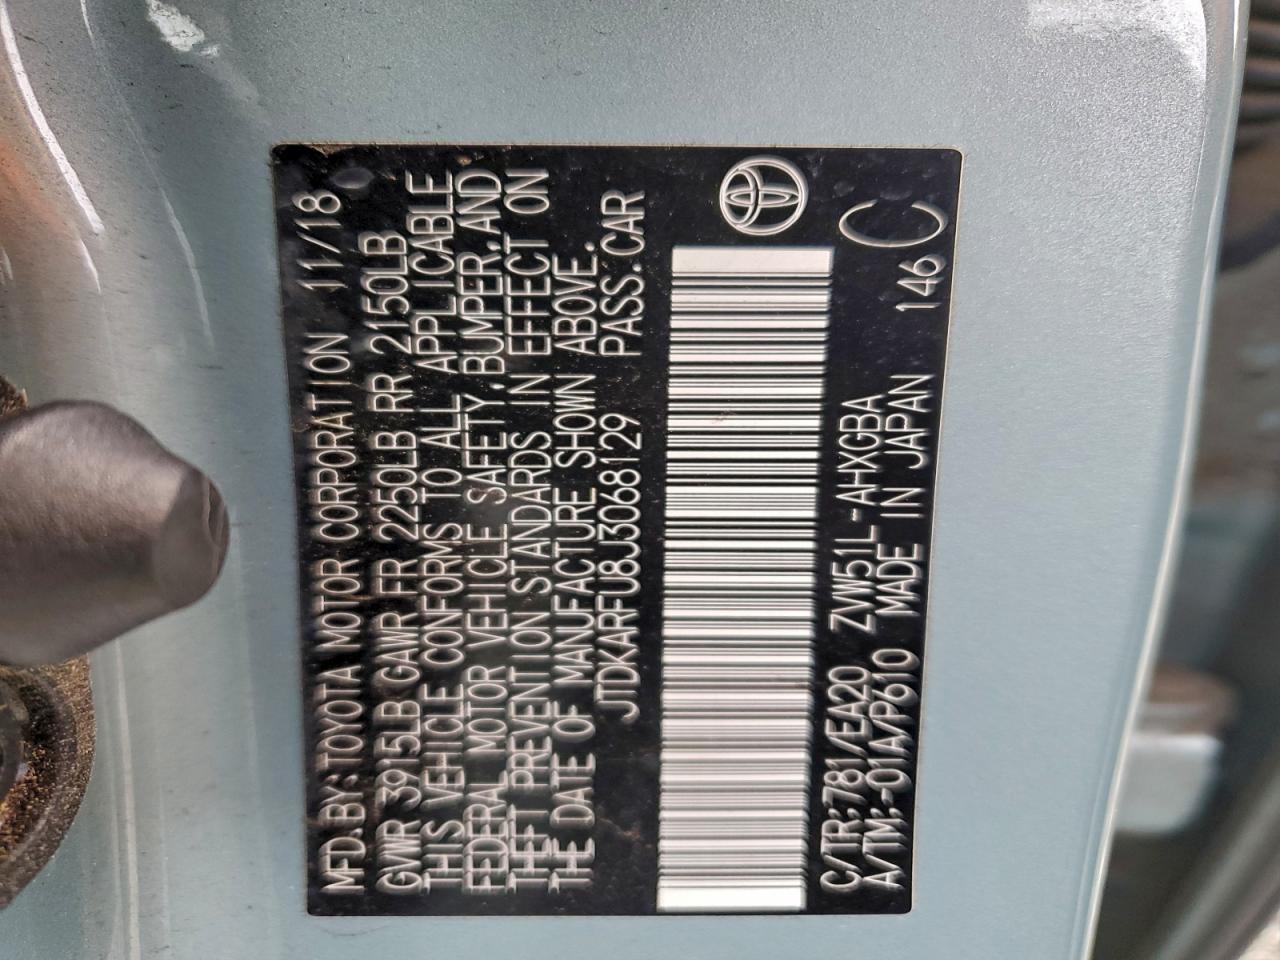 MFD.BY:TOYOTA MOTOR CORPORATION 11/18
GVWR 3915LB GAWR FR 2250LB RR 2150LB
THIS VEHICLE CONFORMS TO ALL APPLICABLE
FEDERAL MOTOR VEHICLE SAFETY, BUMPER, AND
THEFT PREVENTION STANDARDS IN EFFECT ON
THE DATE OF MANUFACTURE SHOWN ABOVE.
JTDKARFU8J3068129 PASS.CAR
C/TR:781/EA20 ZVW51L-AHXGBA C
A/TM:-01A/P610 MADE IN JAPAN 146